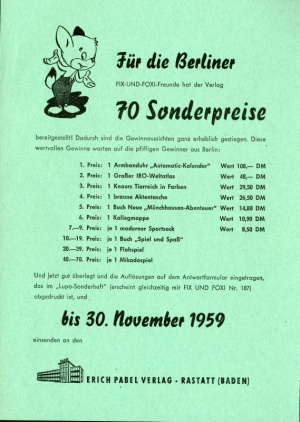 Für die Berliner
FIX-UND-FOXI-Freunde hat der Verlag
70 Sonderpreise
bereitgestellt! Dadurch sind die Gewinnaussichten ganz erheblich gestiegen. Diese
wertvollen Gewinne warten auf die pfiffigen Gewinner aus Berlin:
1. Preis: 1 Armbanduhr „Automatic-Kalender" Wert 108,— DM
2. Preis: 1 Großer IRO-Weltatlas Wert 48,— DM
3. Preis: 1 Knaurs Tierreich in Farben Wert 29,50 DM
4. Preis: 1 braune Aktentasche Wert 26,50 DM
5. Preis: 1 Buch Neue „Münchhausen-Abenteuer" Wert 14,80 DM
6. Preis: 1 Kollegmappe Wert 10,90 DM
7.—9. Preis: je 1 moderner Sportsack Wert 8,50 DM
10.—19. Preis: je 1 Buch „Spiel und Spaß"
20.—39. Preis: je 1 Flohspiel
40.—70. Preis: je 1 Mikadospiel
Und jetzt gut überlegt und die Auflösungen auf dem Antwortformular eingetragen,
das im „Lupo-Sonderheft" (erscheint gleichzeitig mit FIX UND FOXI Nr. 187)
abgedruckt ist, und
bis 30. November 1959
einsenden an den
ERICH PABEL VERLAG · RASTATT (BADEN)